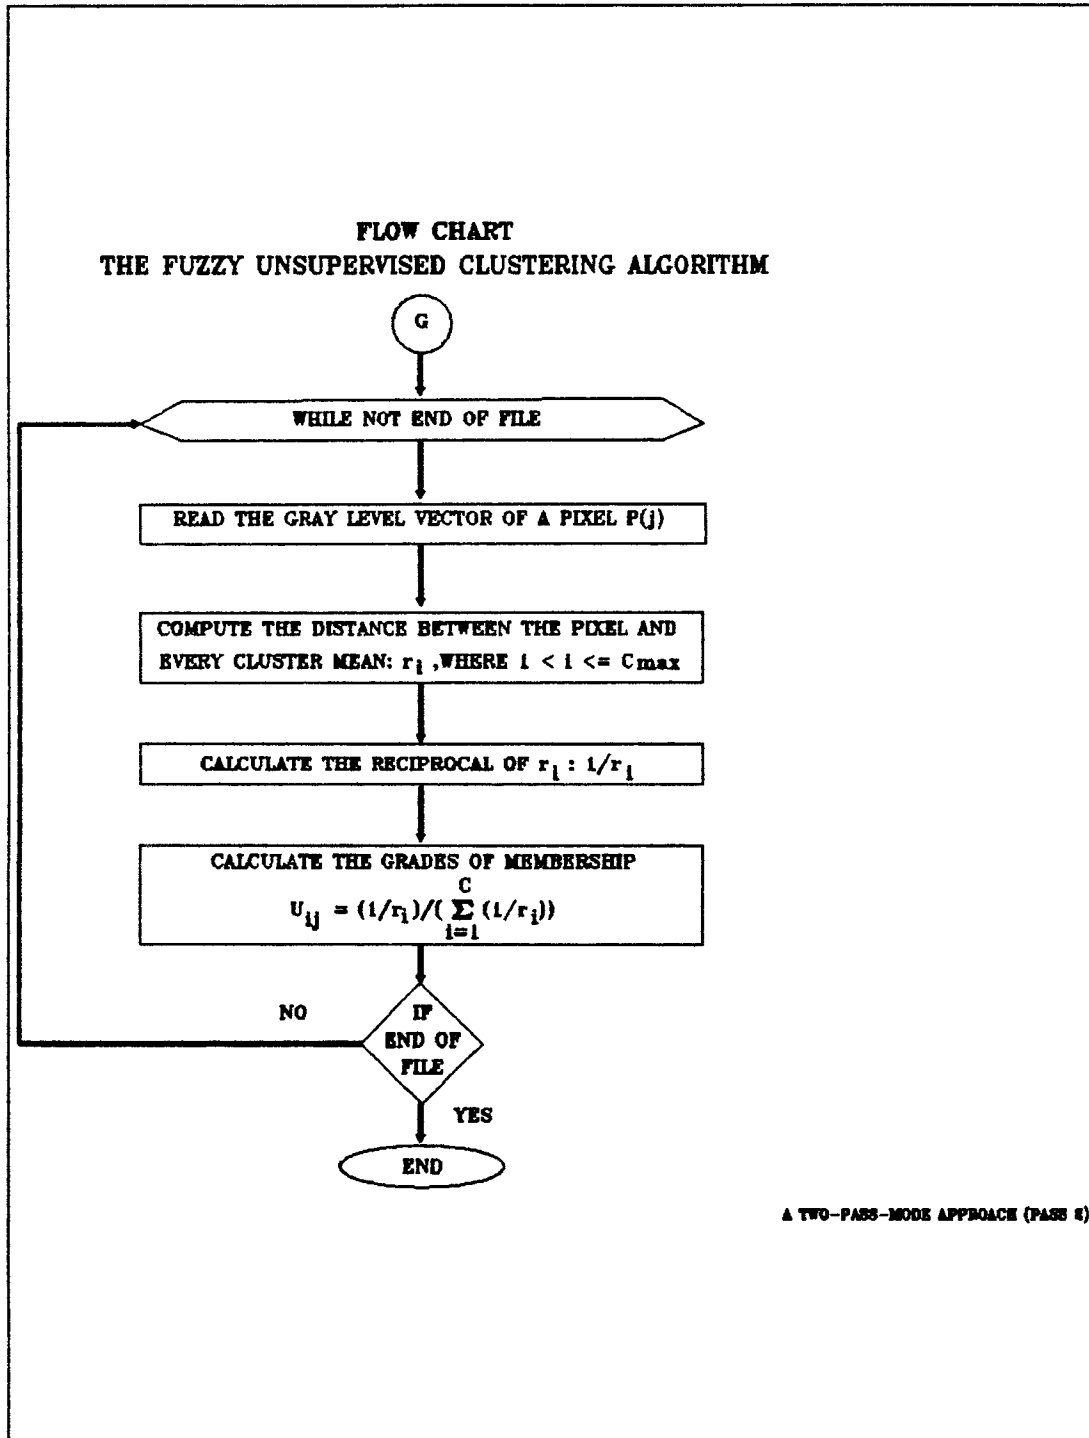 FLOW CHART
THE FUZZY UNSUPERVISED CLUSTERING ALGORITHM
G
WHILE NOT END OF FILE
READ THE GRAY LEVEL VECTOR OF A PIXEL P(j)
COMPUTE THE DISTANCE BETWEEN THE PIXEL AND
EVERY CLUSTER MEAN: r_i ,WHERE 1 < i <= C_max
CALCULATE THE RECIPROCAL OF r_i : 1/r_i
CALCULATE THE GRADES OF MEMBERSHIP
C
U_ij = (1/r_i)/( Σ (1/r_i))
i=1
NO
IF
END OF
FILE
YES
END
A TWO-PASS-MODE APPROACH (PASS 2)